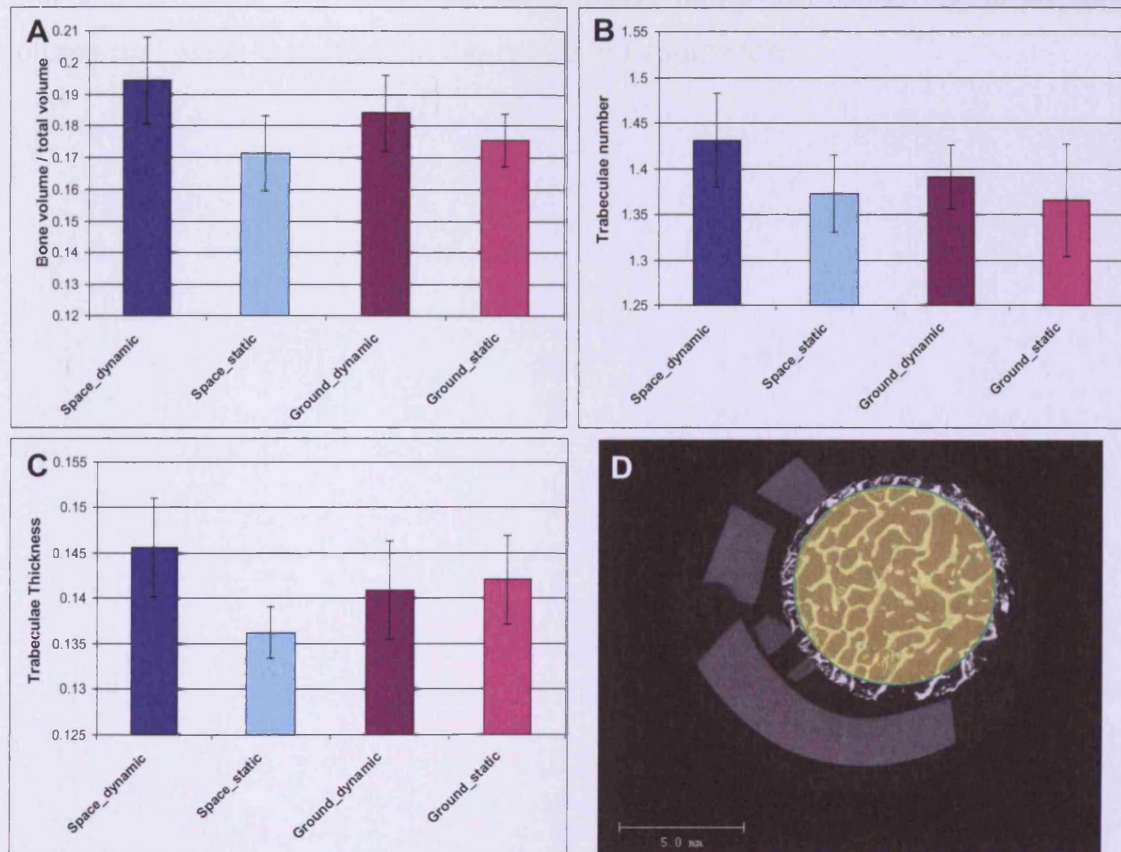 A
Bone volume / total volume
0.21
0.2
0.19
0.18
0.17
0.16
0.15
0.14
0.13
0.12
Space_dynamic
Space_static
Ground_dynamic
Ground_static
B
Trabeculae number
1.55
1.5
1.45
1.4
1.35
1.3
1.25
Space_dynamic
Space_static
Ground_dynamic
Ground_static
C
Trabeculae Thickness
0.155
0.15
0.145
0.14
0.135
0.13
0.125
Space_dynamic
Space_static
Ground_dynamic
Ground_static
D
5.0 mm